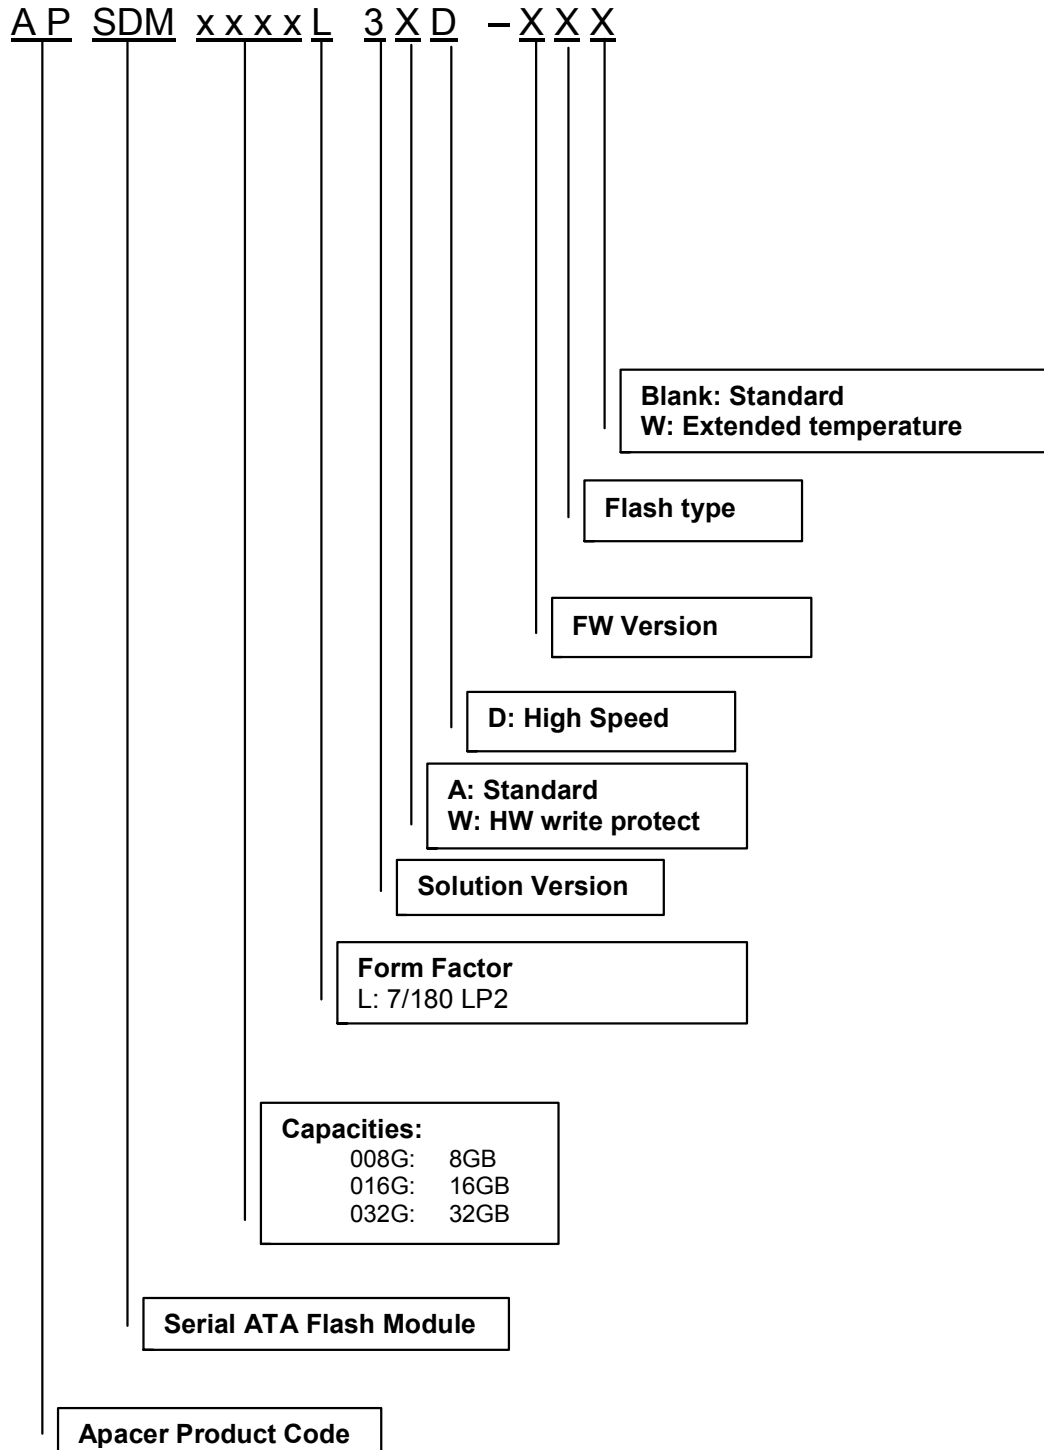 A P SDM x x x x L 3 X D – X X X
Blank: Standard
W: Extended temperature
Flash type
FW Version
D: High Speed
A: Standard
W: HW write protect
Solution Version
Form Factor
L: 7/180 LP2
Capacities:
008G: 8GB
016G: 16GB
032G: 32GB
Serial ATA Flash Module
Apacer Product Code